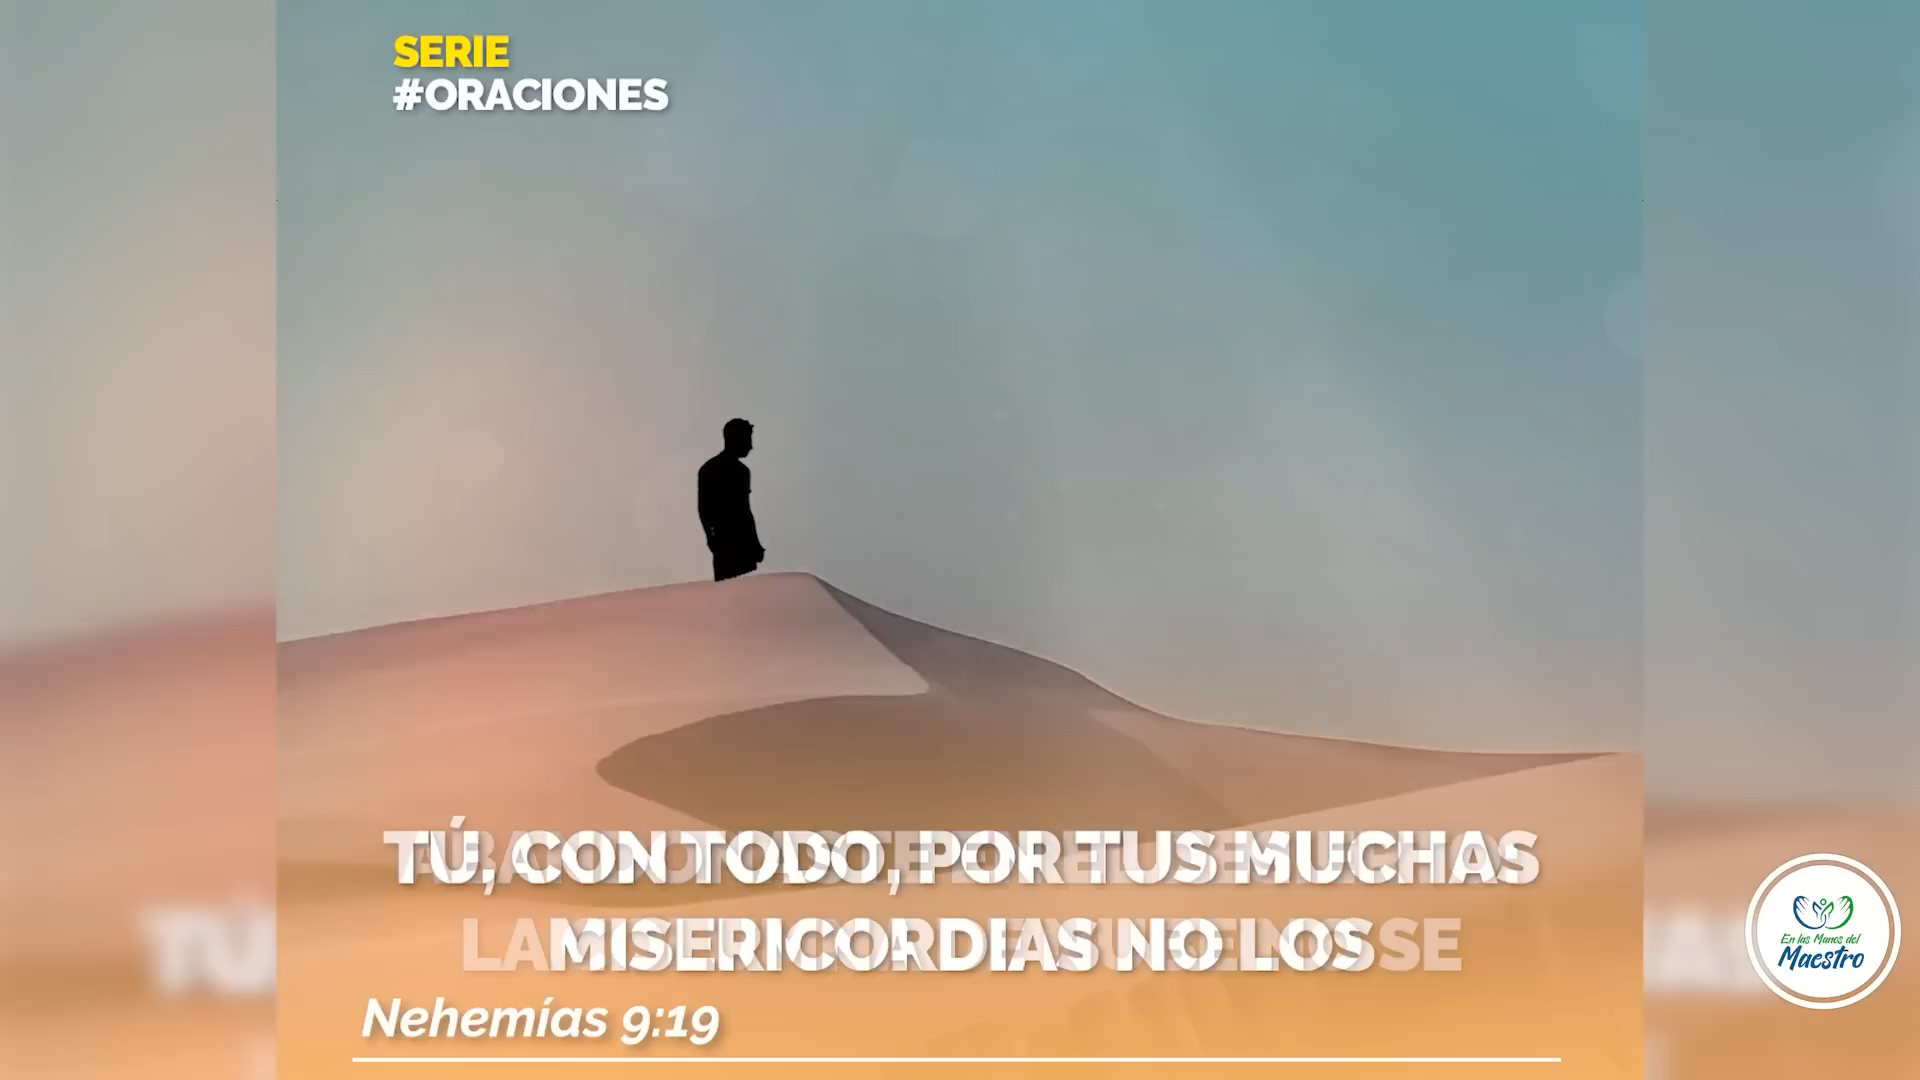 SERIE
#ORACIONES
TÚ, CON TODO, POR TUS MUCHAS
MISERICORDIAS NO LOS
Nehemías 9:19
En las Manos del
Maestro